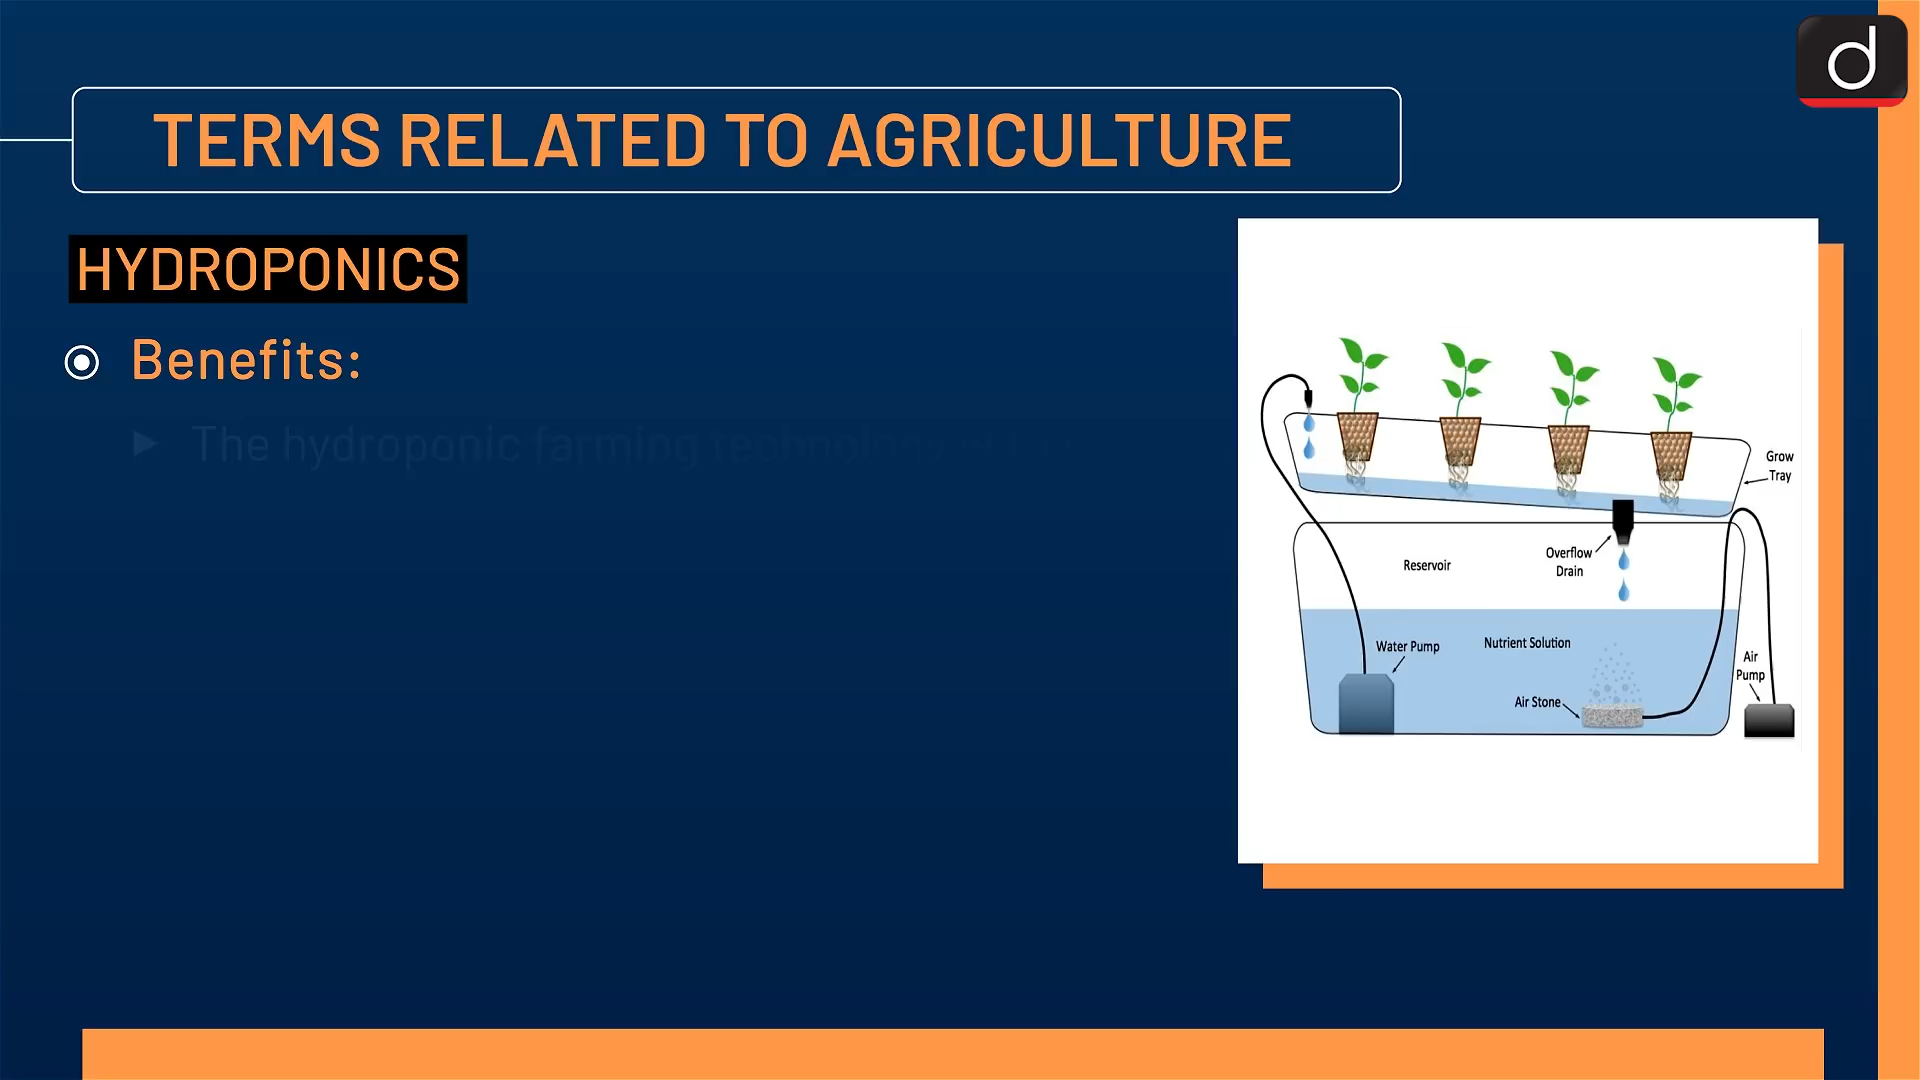 d
TERMS RELATED TO AGRICULTURE
HYDROPONICS
Benefits:
The hydroponic farming technology
Grow
Tray
Overflow
Drain
Reservoir
Water Pump
Nutrient Solution
Air
Pump
Air Stone